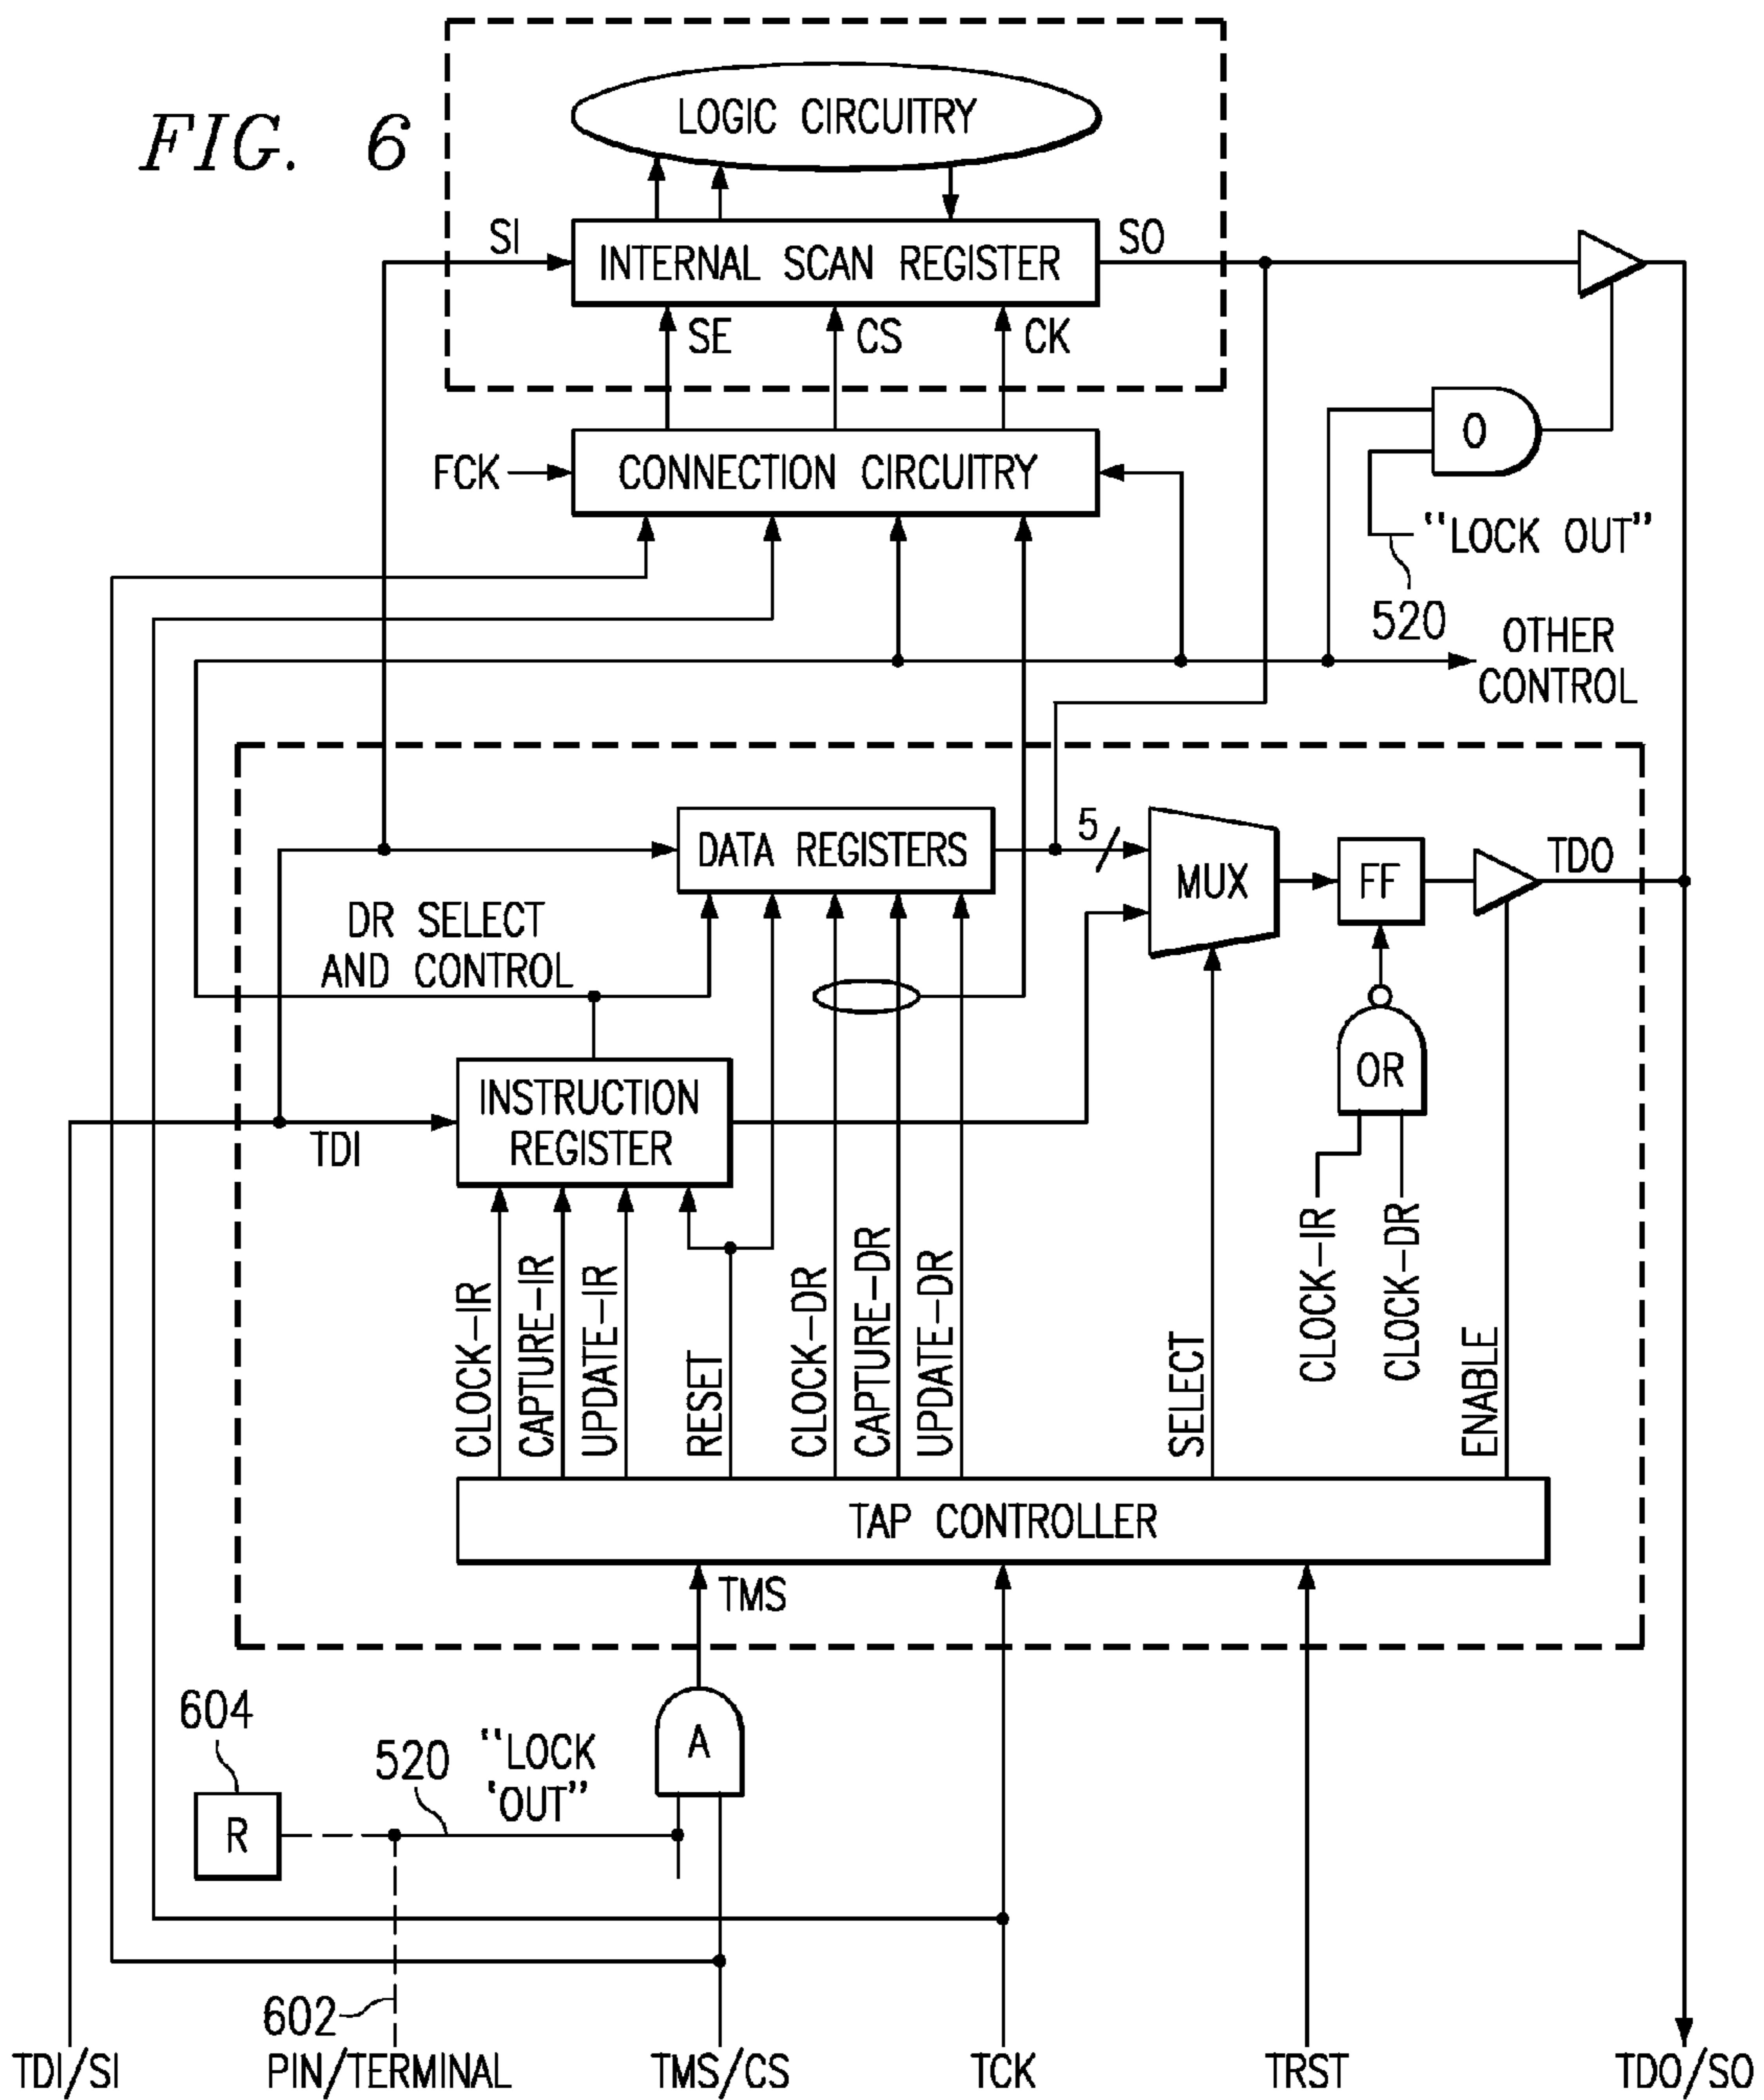 FIG. 6
LOGIC CIRCUITRY
SI
INTERNAL SCAN REGISTER
SO
SE
CS
CK
O
FCK
CONNECTION CIRCUITRY
"LOCK OUT"
520
OTHER
CONTROL
DATA REGISTERS
5
MUX
FF
TDO
DR SELECT
AND CONTROL
OR
INSTRUCTION
REGISTER
TDI
CLOCK-IR
CAPTURE-IR
UPDATE-IR
RESET
CLOCK-DR
CAPTURE-DR
UPDATE-DR
SELECT
CLOCK-IR
CLOCK-DR
ENABLE
TAP CONTROLLER
TMS
604
R
520
"LOCK
'OUT"
A
602
TDI/SI
PIN/TERMINAL
TMS/CS
TCK
TRST
TDO/SO